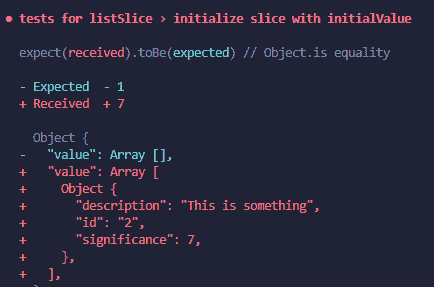 ● tests for listSlice › initialize slice with initialValue
expect(received).toBe(expected) // Object.is equality
- Expected  - 1
+ Received  + 7
  Object {
-   "value": Array [],
+   "value": Array [
+     Object {
+       "description": "This is something",
+       "id": "2",
+       "significance": 7,
+     },
+   ],
  }